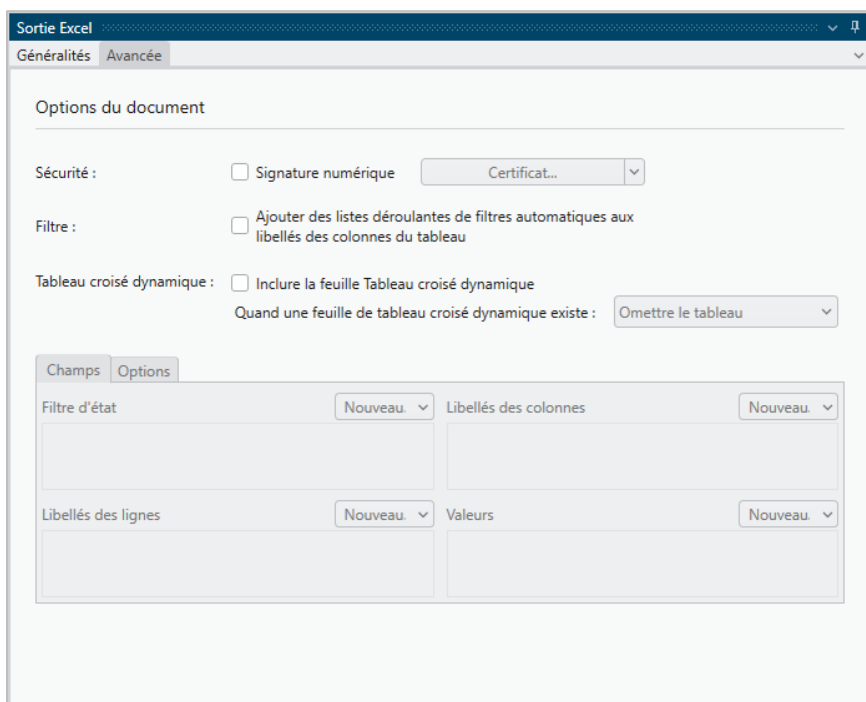 Sortie Excel
Généralités Avancée
Options du document
Sécurité : Signature numérique Certificat...
Filtre : Ajouter des listes déroulantes de filtres automatiques aux
libellés des colonnes du tableau
Tableau croisé dynamique : Inclure la feuille Tableau croisé dynamique
Quand une feuille de tableau croisé dynamique existe : Omettre le tableau
Champs Options
Filtre d'état Nouveau. Libellés des colonnes Nouveau.
Libellés des lignes Nouveau. Valeurs Nouveau.